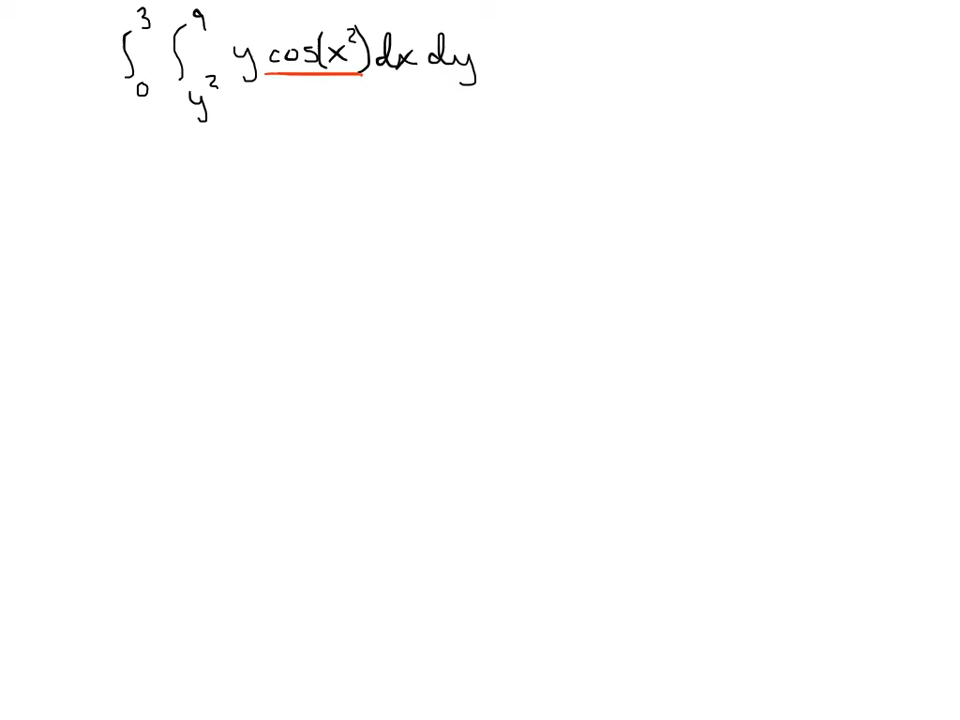 ∫₀³ ∫_{y²}⁹ y cos(x²) dx dy